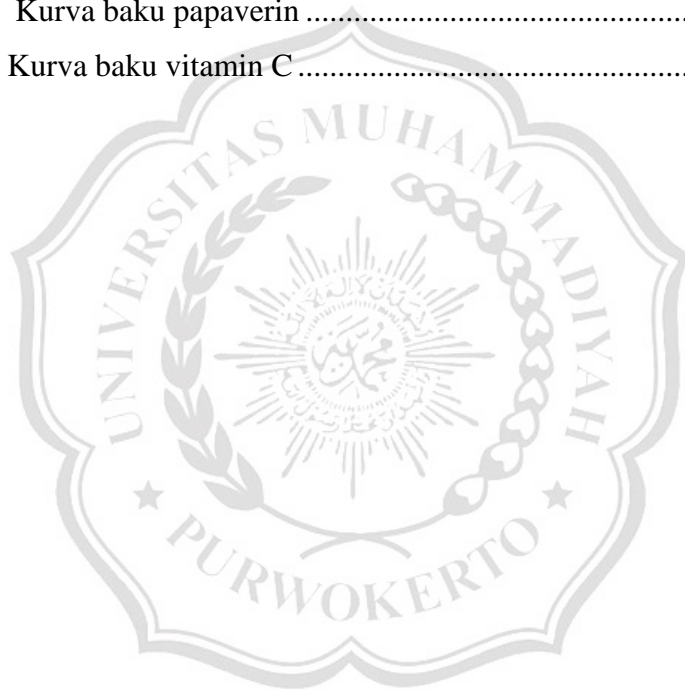 Kurva baku papaverin ................................................
Kurva baku vitamin C .................................................
UNIVERSITAS MUHAMMADIYAH
PURWOKERTO